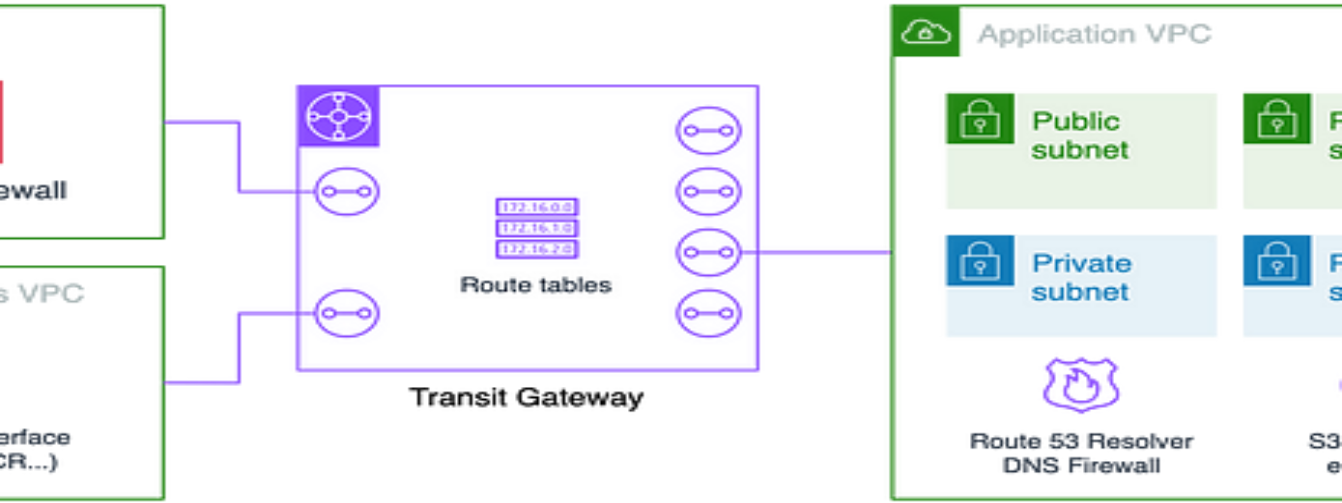 ewall
s VPC
erface
CR...)
172.16.0.0
172.16.1.0
172.16.2.0
Route tables
Transit Gateway
Application VPC
Public
subnet
Private
subnet
Route 53 Resolver
DNS Firewall
P
s
P
s
S3
e